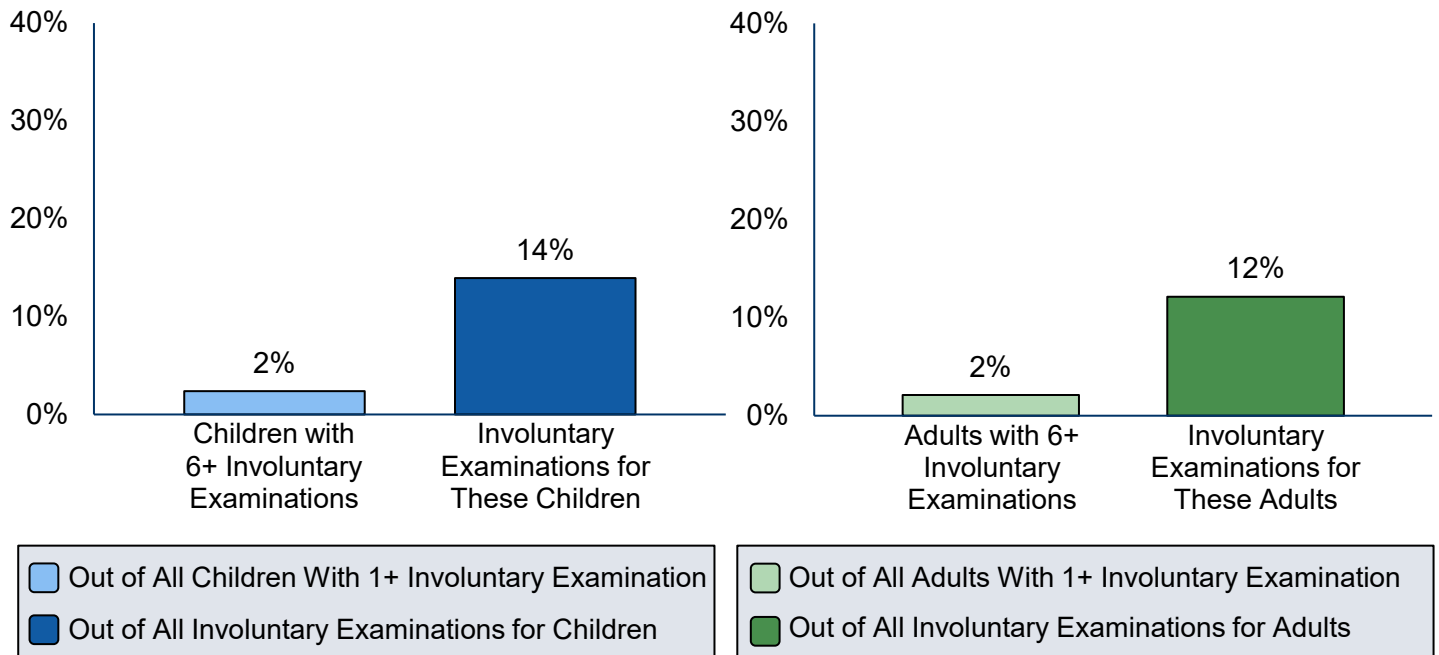 40%
30%
20%
10%
0%
2%
14%
Children with
6+ Involuntary
Examinations
Involuntary
Examinations for
These Children
Out of All Children With 1+ Involuntary Examination
Out of All Involuntary Examinations for Children
40%
30%
20%
10%
0%
2%
12%
Adults with 6+
Involuntary
Examinations
Involuntary
Examinations for
These Adults
Out of All Adults With 1+ Involuntary Examination
Out of All Involuntary Examinations for Adults